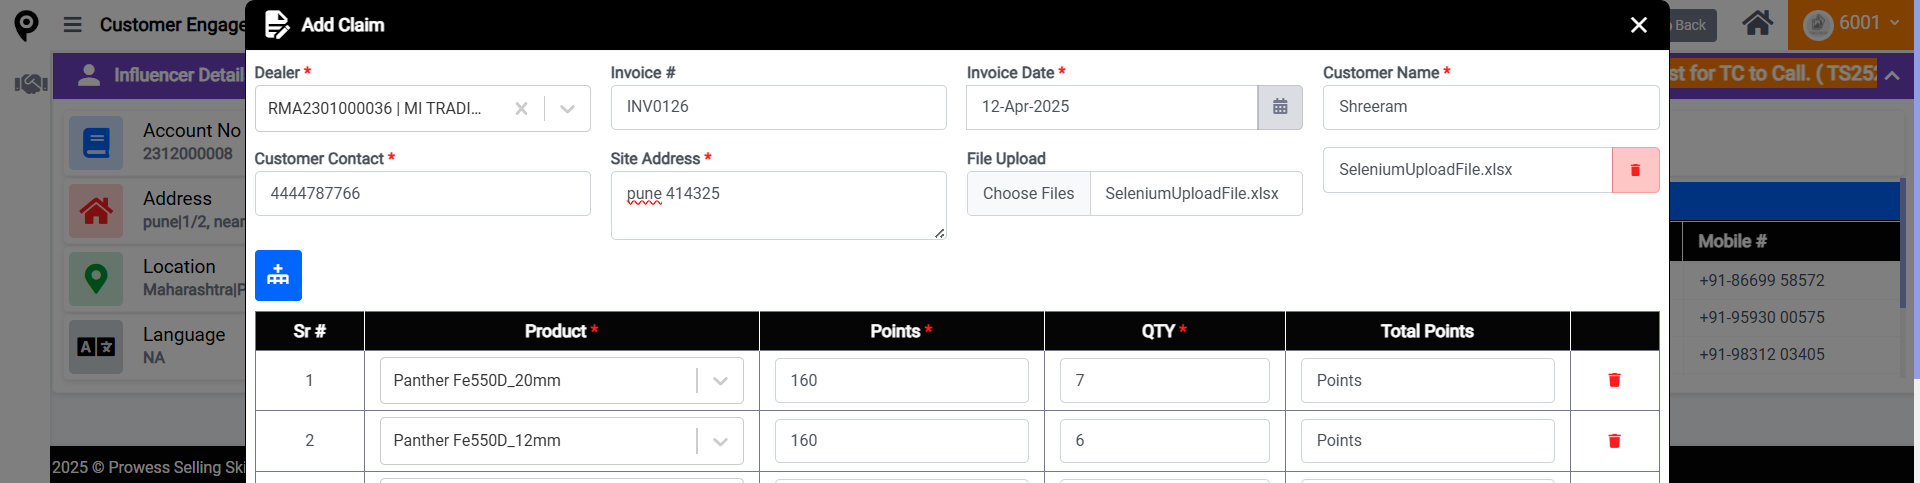 Customer Engage
Add Claim
Back
6001
Influencer Detail
st for TC to Call. ( TS252
Account No
2312000008
Address
pune|1/2, near
Location
Maharashtra|P
Language
NA
Dealer *
Invoice #
Invoice Date *
Customer Name *
RMA2301000036 | MI TRADI...
INV0126
12-Apr-2025
Shreeram
Customer Contact *
Site Address *
File Upload
4444787766
pune 414325
Choose Files SeleniumUploadFile.xlsx
SeleniumUploadFile.xlsx
Mobile #
+91-86699 58572
+91-95930 00575
+91-98312 03405
Sr # Product * Points * QTY * Total Points
1 Panther Fe550D_20mm 160 7 Points
2 Panther Fe550D_12mm 160 6 Points
2025 © Prowess Selling Ski